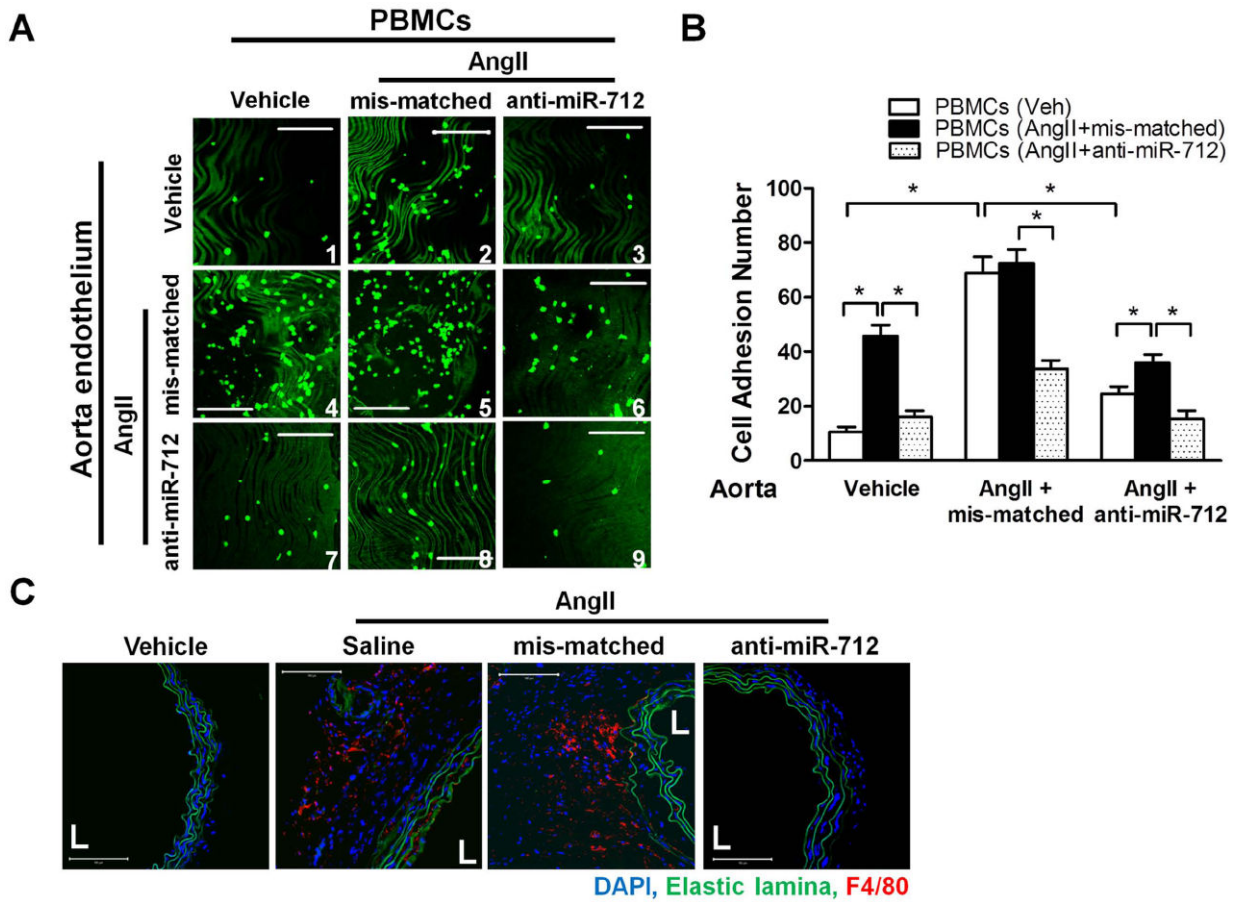 A
PBMCs
AngII
Vehicle
mis-matched
anti-miR-712
Aorta endothelium
AngII
Vehicle
mis-matched
anti-miR-712
1
2
3
4
5
6
7
8
9
B
PBMCs (Veh)
PBMCs (AngII+mis-matched)
PBMCs (AngII+anti-miR-712)
Cell Adhesion Number
100
80
60
40
20
0
* * *
* * * *
*
Aorta
Vehicle
AngII +
mis-matched
AngII +
anti-miR-712
C
AngII
Vehicle
Saline
mis-matched
anti-miR-712
L
L
L
L
DAPI, Elastic lamina, F4/80